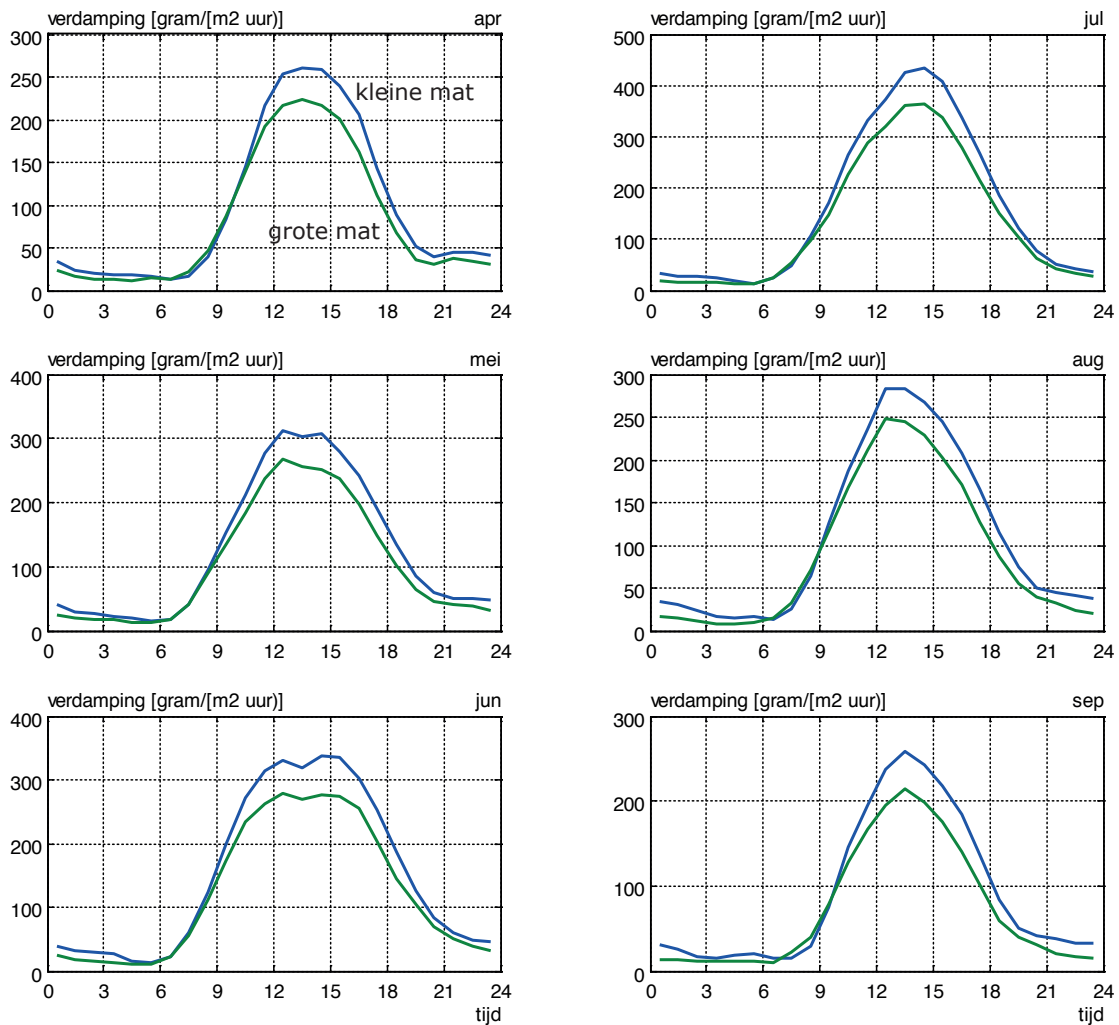 verdamping [gram/[m2 uur)] apr
300
250
200
150
100
50
0
kleine mat
grote mat
0 3 6 9 12 15 18 21 24
verdamping [gram/[m2 uur)] jul
500
400
300
200
100
0
0 3 6 9 12 15 18 21 24
verdamping [gram/[m2 uur)] mei
400
300
200
100
0
0 3 6 9 12 15 18 21 24
verdamping [gram/[m2 uur)] aug
300
250
200
150
100
50
0
0 3 6 9 12 15 18 21 24
verdamping [gram/[m2 uur)] jun
400
300
200
100
0
0 3 6 9 12 15 18 21 24
tijd
verdamping [gram/[m2 uur)] sep
300
200
100
0
0 3 6 9 12 15 18 21 24
tijd